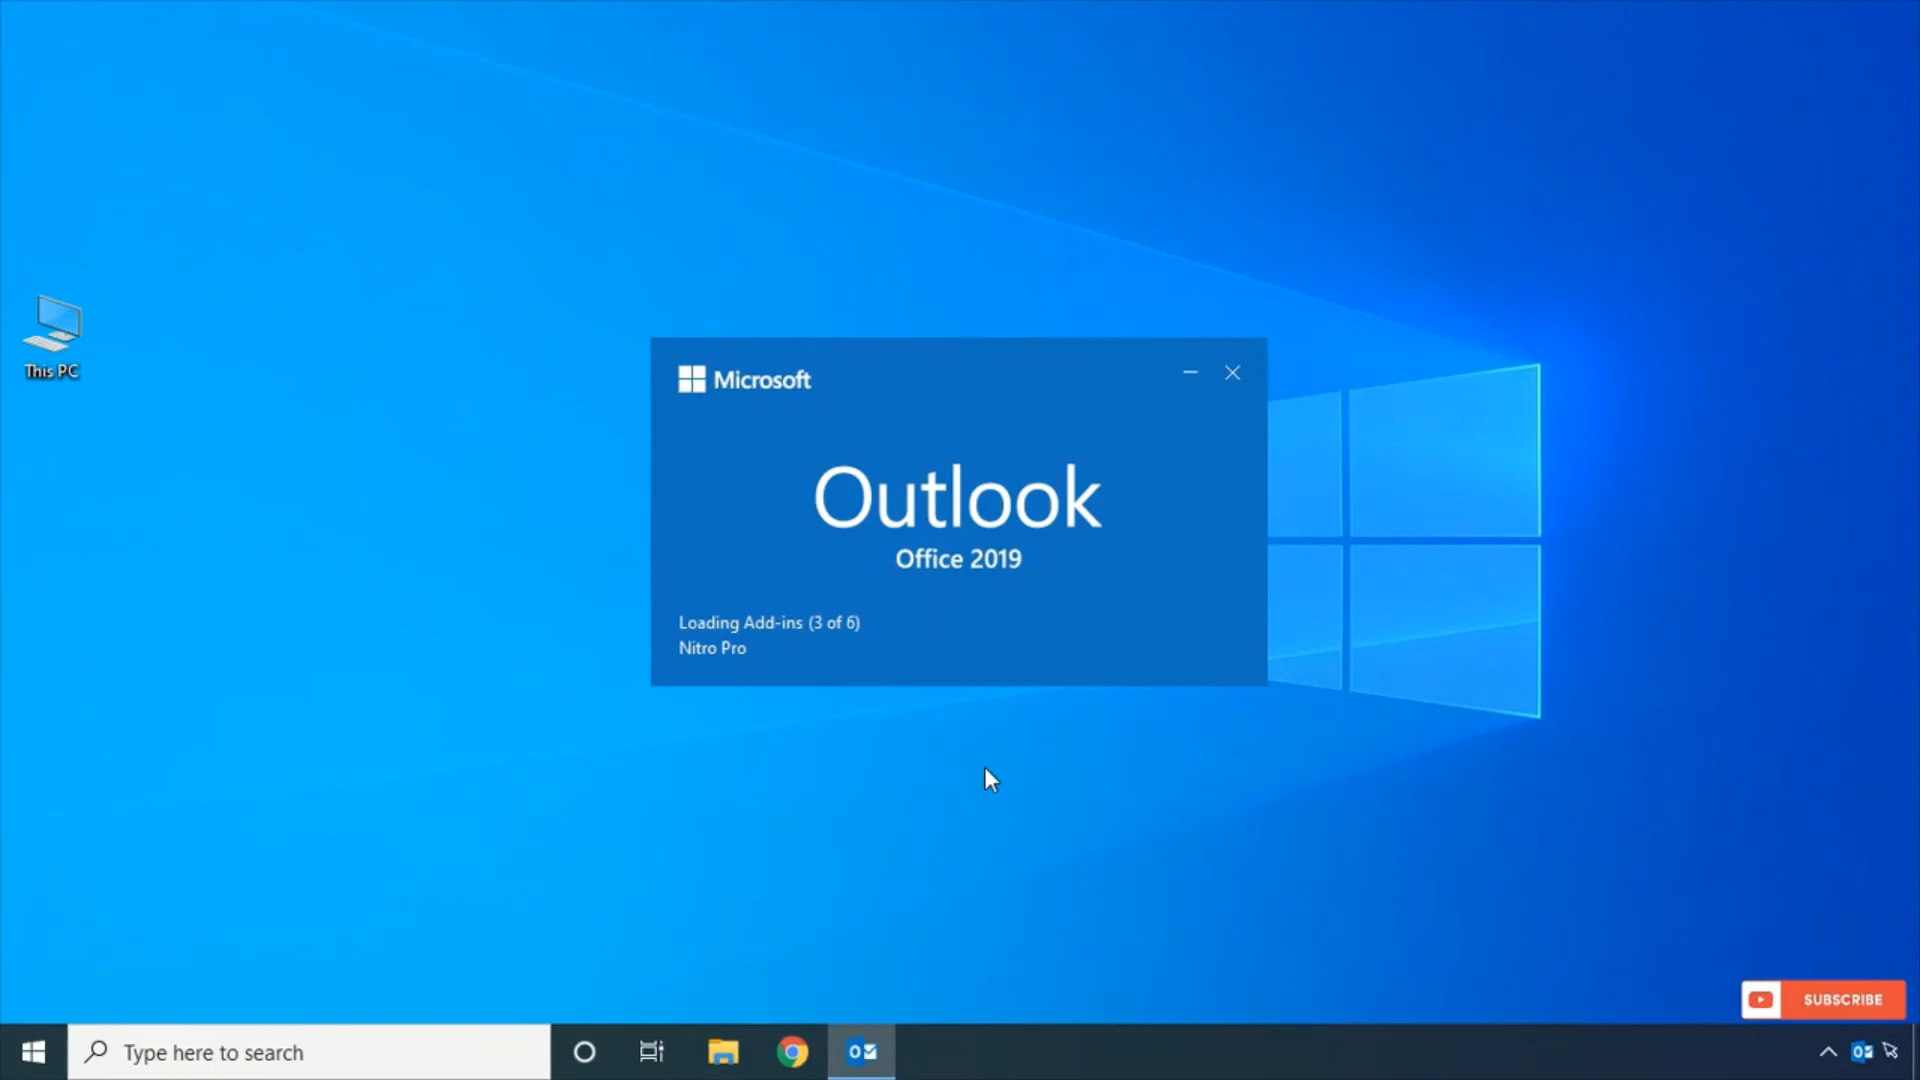 This PC
Microsoft
Outlook
Office 2019
Loading Add-ins (3 of 6)
Nitro Pro
SUBSCRIBE
Type here to search